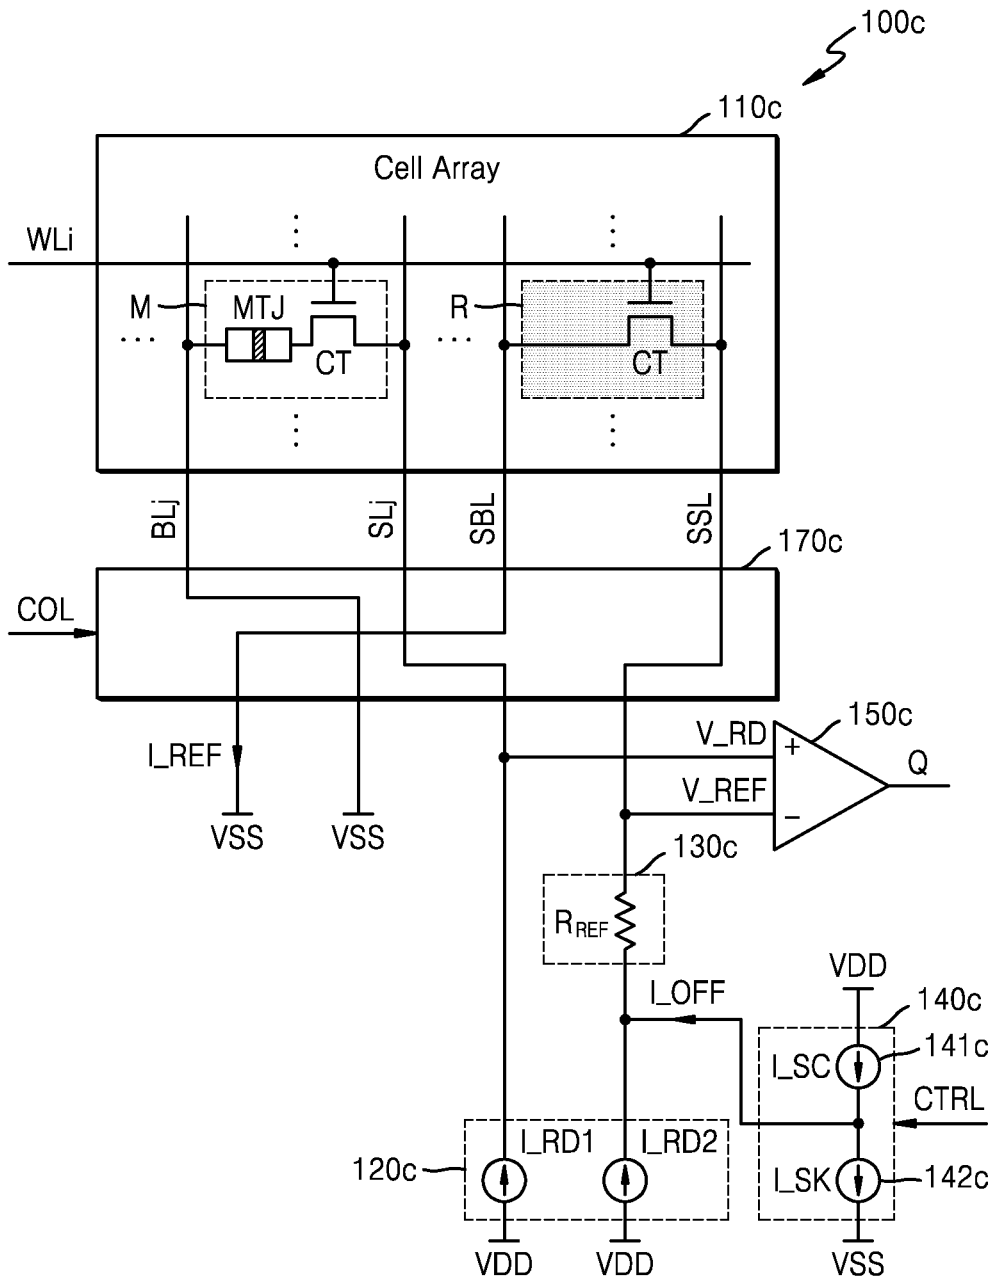 100c
110c
Cell Array
WLi
M
MTJ
R
...
...
CT
CT
BLj
SLj
SBL
SSL
170c
COL
150c
V_RD
+
Q
I_REF
V_REF
−
VSS
VSS
130c
RREF
VDD
I_OFF
140c
I_SC
141c
CTRL
I_RD1
I_RD2
120c
I_SK
142c
VDD
VDD
VSS